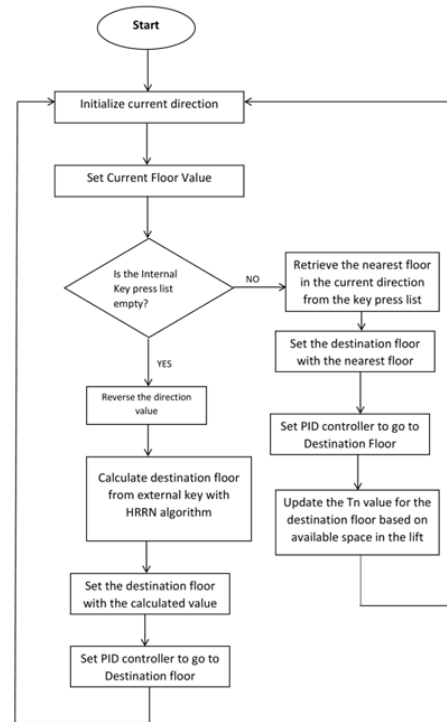 Start
Initialize current direction
Set Current Floor Value
Is the Internal
Key press list
empty?
NO
YES
Reverse the direction
value
Calculate destination floor
from external key with
HRRN algorithm
Set the destination floor
with the calculated value
Set PID controller to go to
Destination floor
Retrieve the nearest floor
in the current direction
from the key press list
Set the destination floor
with the nearest floor
Set PID controller to go to
Destination Floor
Update the Tn value for the
destination floor based on
available space in the lift